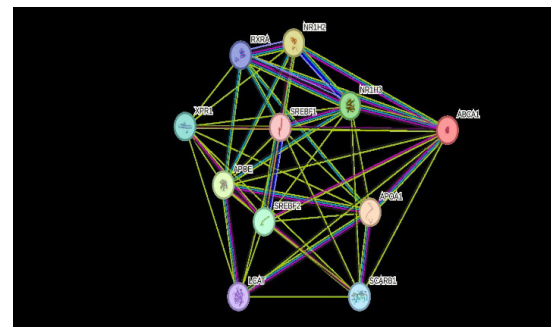 NR1H2
RXRA
NR1H3
XPR1
SREBF1
ABCA1
APOE
APOA1
SREBF2
LCAT
SCARB1